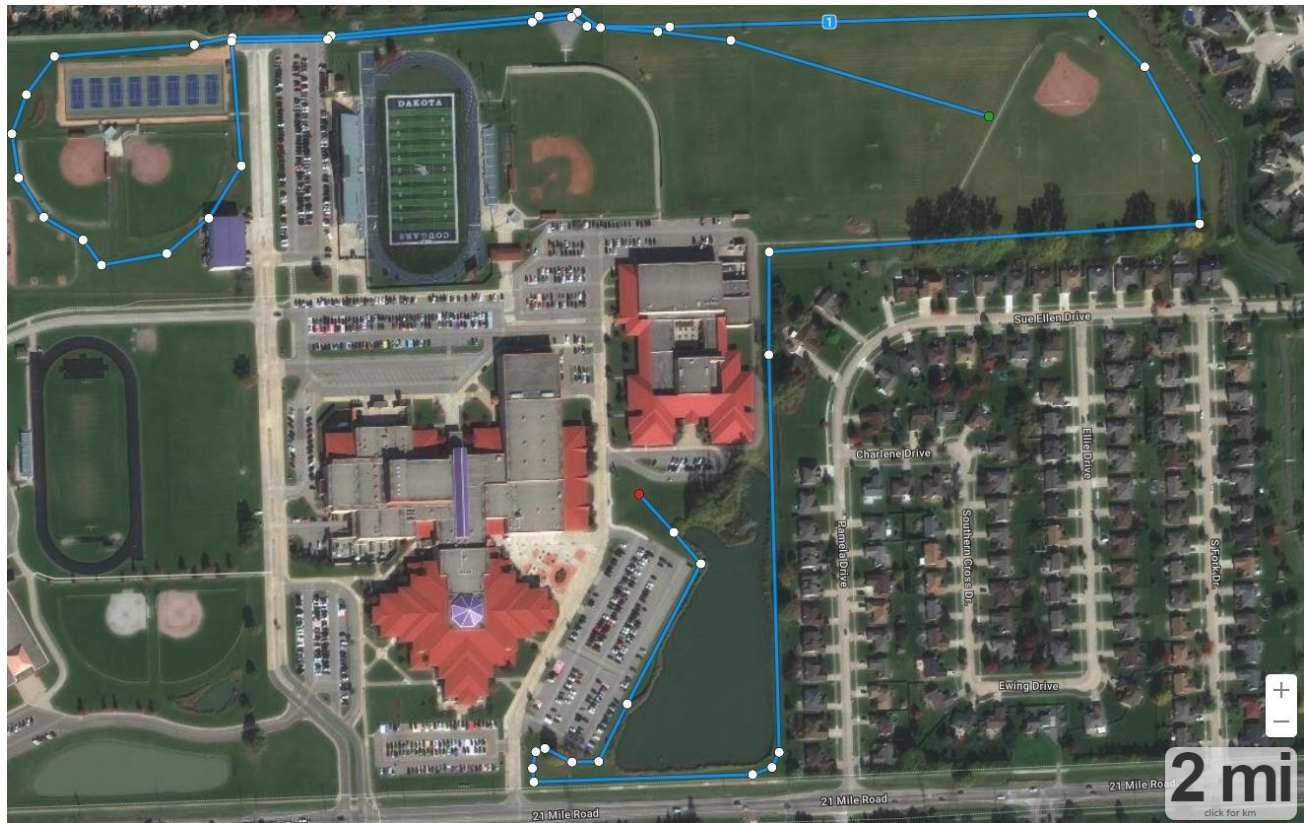 1
DAKOTA
COUGARS
Sue Ellen Drive
Charlene Drive
Ellie Drive
Pamela Drive
Southern Cross Dr.
S Fork Dr.
Ewing Drive
+
−
2 mi
click for km
21 Mile Road
21 Mile Road
21 Mile Road